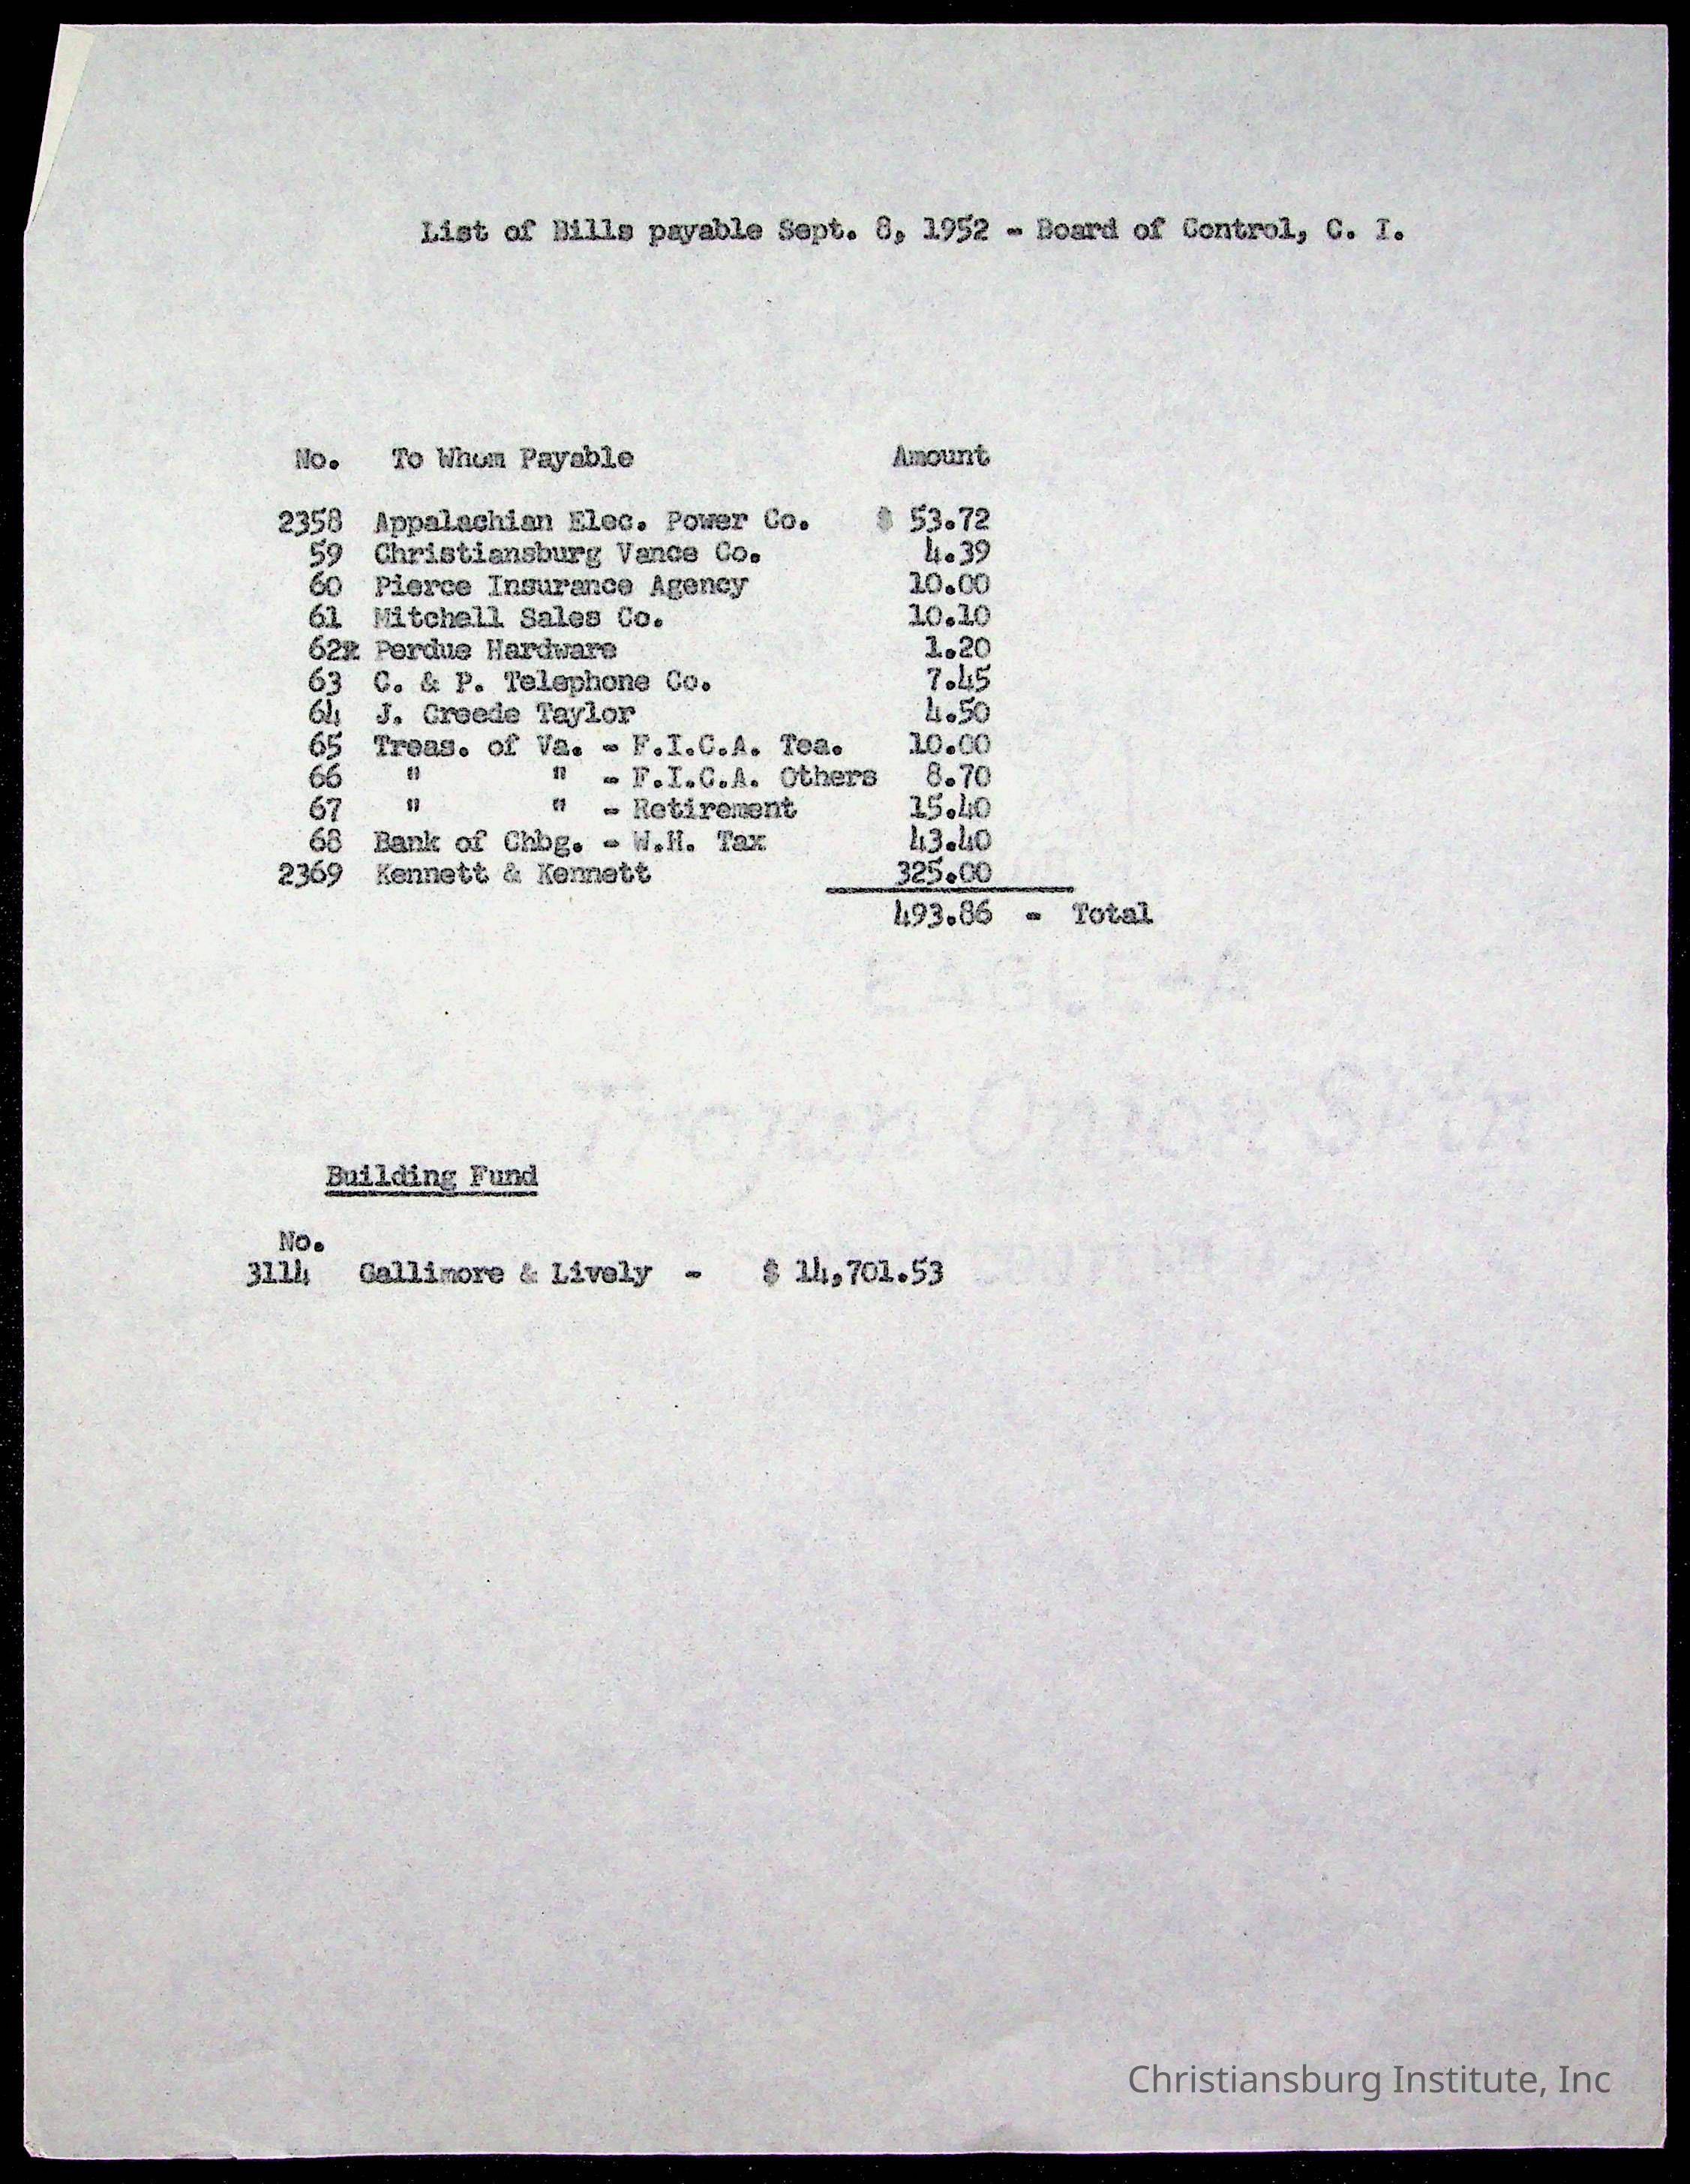 List of Bills payable Sept. 8, 1952 - Board of Control, C. I.
No. To Whom Payable Amount
2358 Appalachian Elec. Power Co. $ 53.72
59 Christiansburg Vance Co. 4.39
60 Pierce Insurance Agency 10.00
61 Mitchell Sales Co. 10.10
62 Perdue Hardware 1.20
63 C. & P. Telephone Co. 7.45
64 J. Creede Taylor 4.50
65 Treas. of Va. - F.I.C.A. Tea. 10.00
66 " " - F.I.C.A. Others 8.70
67 " " - Retirement 15.40
68 Bank of Chbg. - W.H. Tax 43.40
2369 Kennett & Kennett 325.00
493.86 - Total
EAGLE-A
Trojan Onion Skin
Building Fund
No.
3114 Gallimore & Lively - $ 14,701.53
Christiansburg Institute, Inc